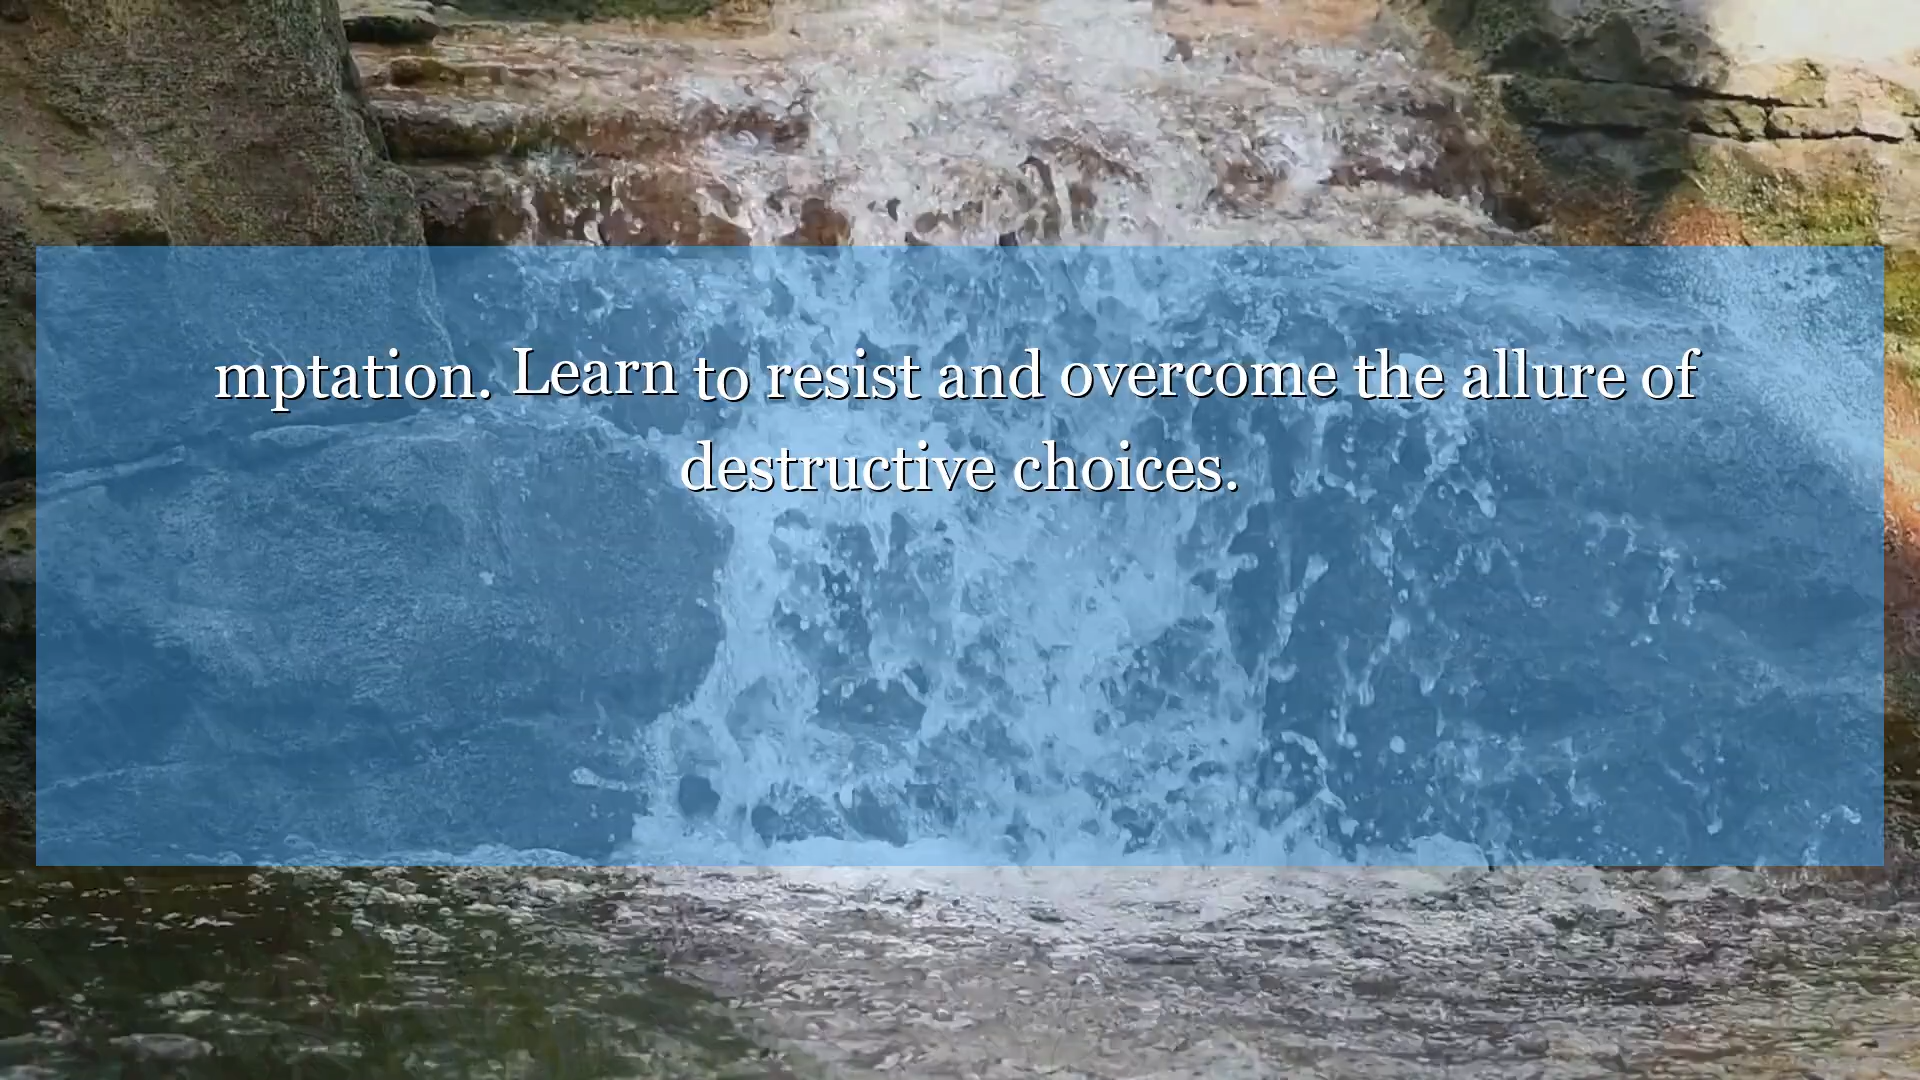 mptation. Learn to resist and overcome the allure of
destructive choices.